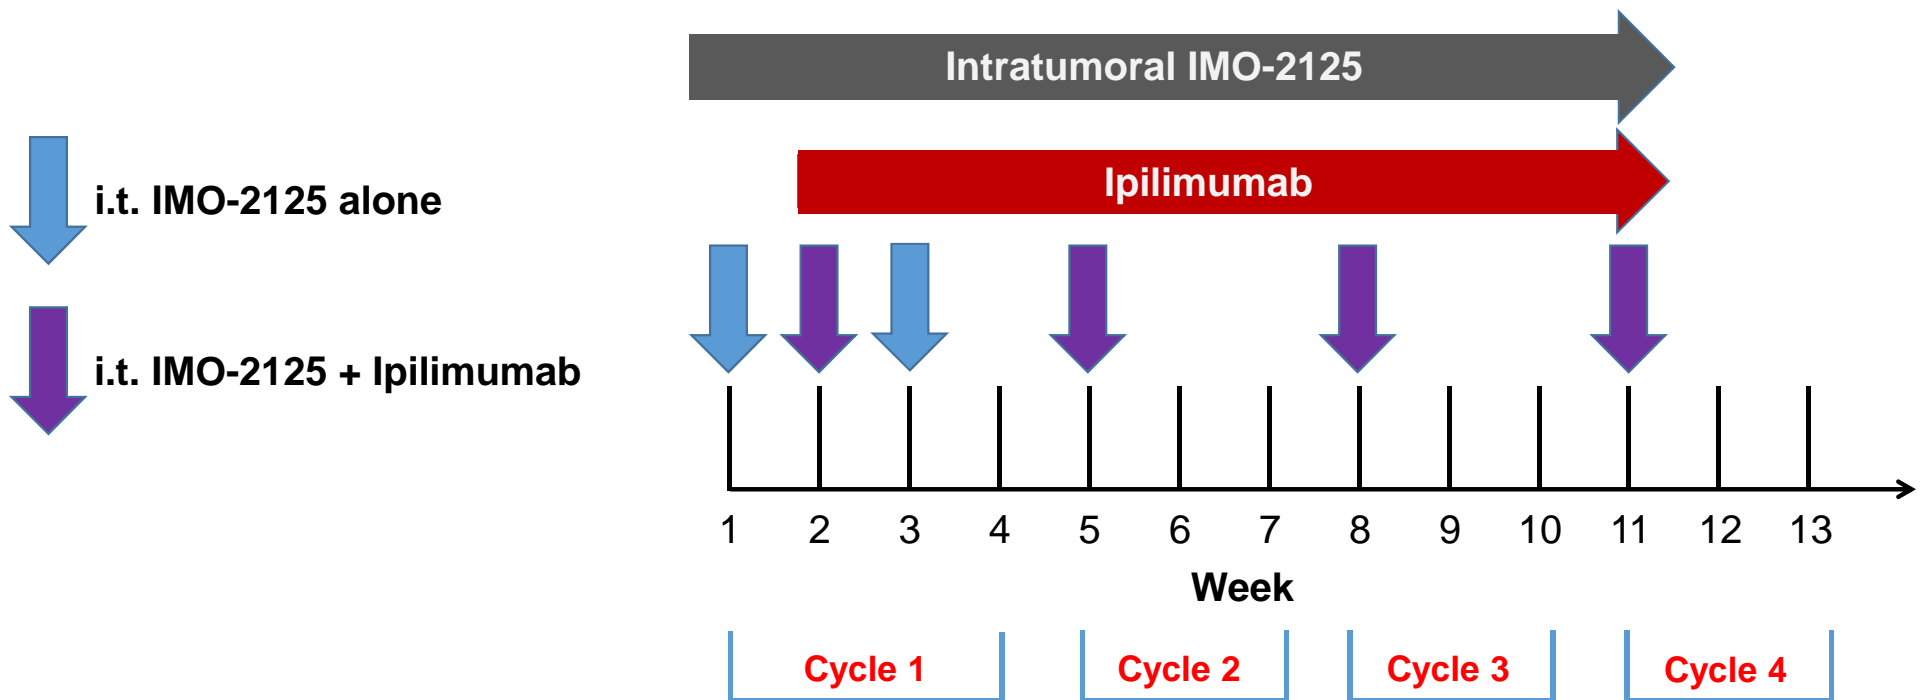 Intratumoral IMO-2125
Ipilimumab
i.t. IMO-2125 alone
i.t. IMO-2125 + Ipilimumab
1 2 3 4 5 6 7 8 9 10 11 12 13
Week
Cycle 1 Cycle 2 Cycle 3 Cycle 4